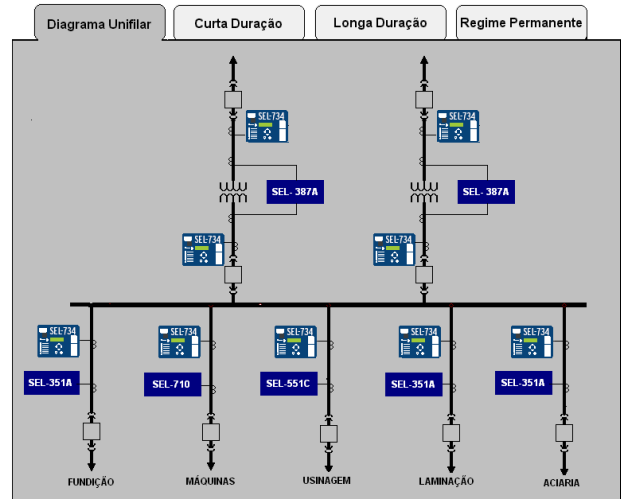 Diagrama Unifilar
Curta Duração
Longa Duração
Regime Permanente
SEL-734
SEL-734
SEL- 387A
SEL- 387A
SEL-734
SEL-734
SEL-734
SEL-734
SEL-734
SEL-734
SEL-734
SEL-351A
SEL-710
SEL-551C
SEL-351A
SEL-351A
FUNDIÇÃO
MÁQUINAS
USINAGEM
LAMINAÇÃO
ACIARIA